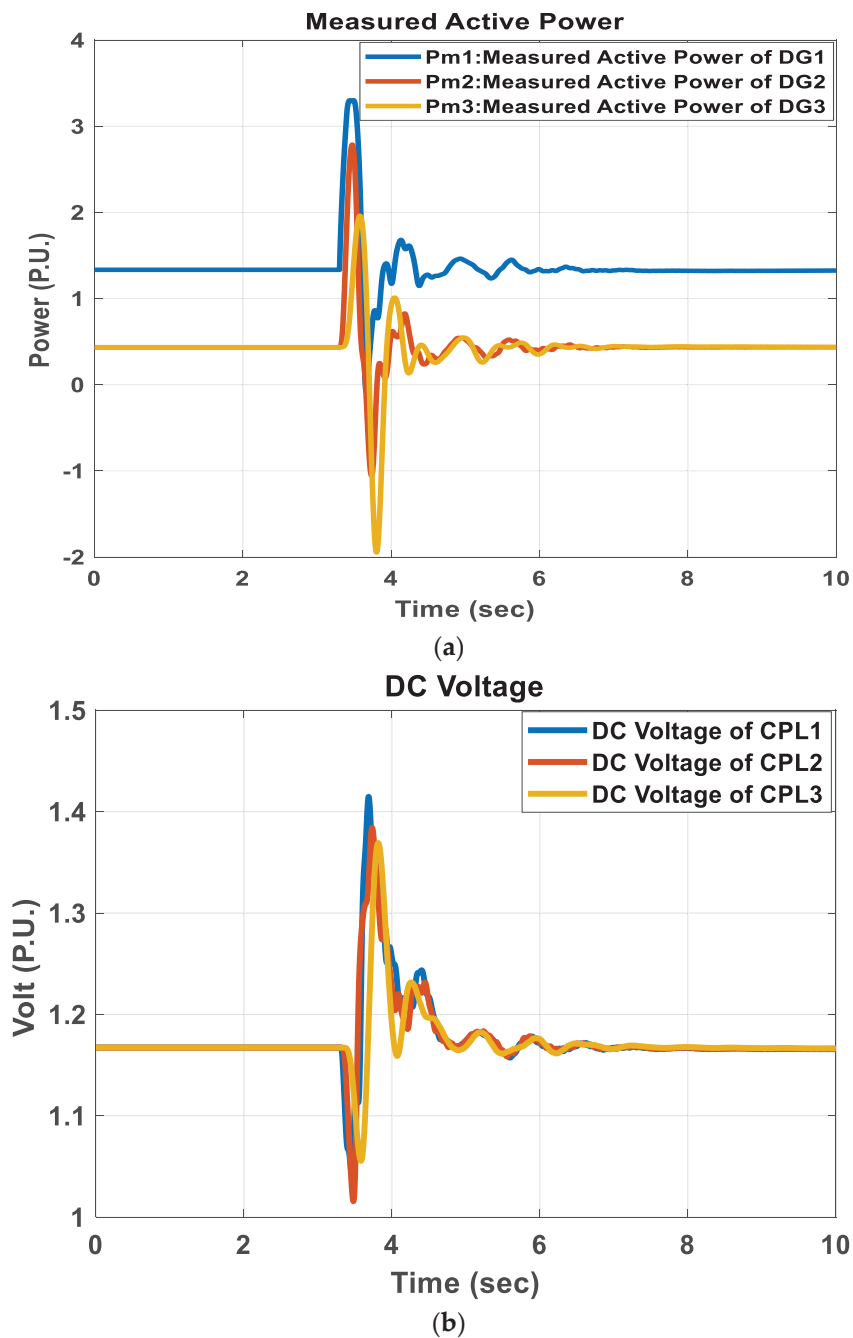 Measured Active Power
4
3
2
1
0
-1
-2
Power (P.U.)
Pm1:Measured Active Power of DG1
Pm2:Measured Active Power of DG2
Pm3:Measured Active Power of DG3
0 2 4 6 8 10
Time (sec)
(a)
DC Voltage
1.5
1.4
1.3
1.2
1.1
1
Volt (P.U.)
DC Voltage of CPL1
DC Voltage of CPL2
DC Voltage of CPL3
0 2 4 6 8 10
Time (sec)
(b)